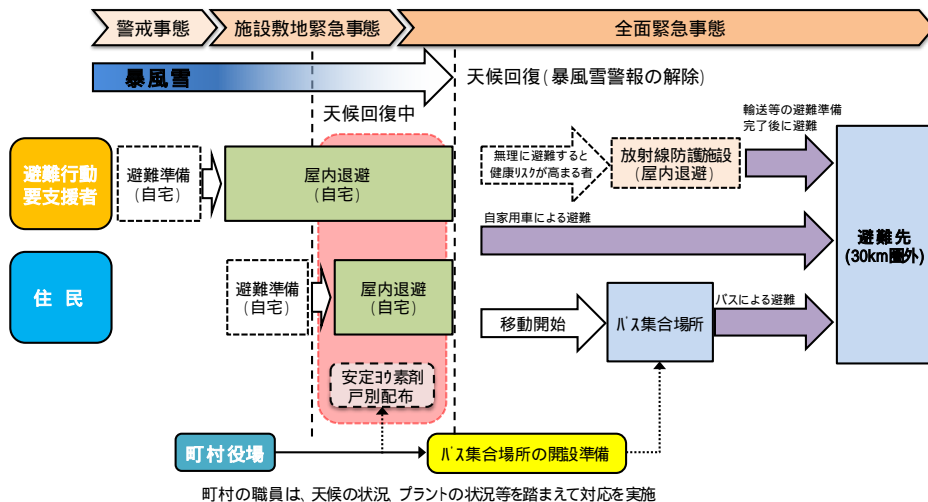 警戒事態
施設敷地緊急事態
全面緊急事態
暴風雪
天候回復(暴風雪警報の解除)
天候回復中
輸送等の避難準備
完了後に避難
避難行動
要支援者
避難準備
(自宅)
屋内退避
(自宅)
無理に避難すると
健康リスクが高まる者
放射線防護施設
(屋内退避)
自家用車による避難
避難先
(30km圏外)
住 民
避難準備
(自宅)
屋内退避
(自宅)
移動開始
バス集合場所
バスによる避難
安定ヨウ素剤
戸別配布
町村役場
バス集合場所の開設準備
町村の職員は、天候の状況、プラントの状況等を踏まえて対応を実施